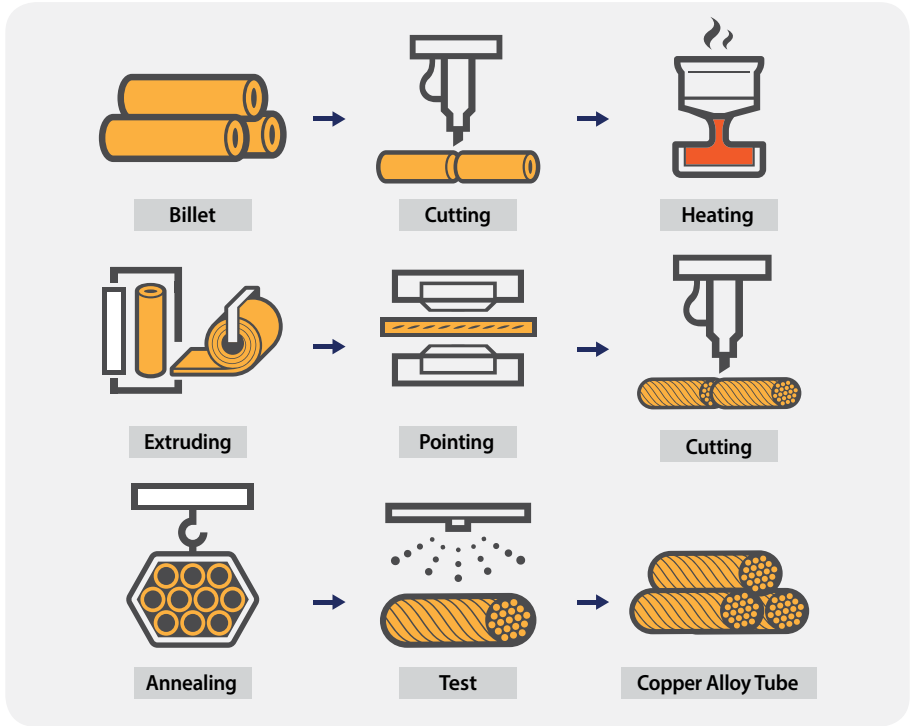 Billet
Cutting
Heating
Extruding
Pointing
Cutting
Annealing
Test
Copper Alloy Tube